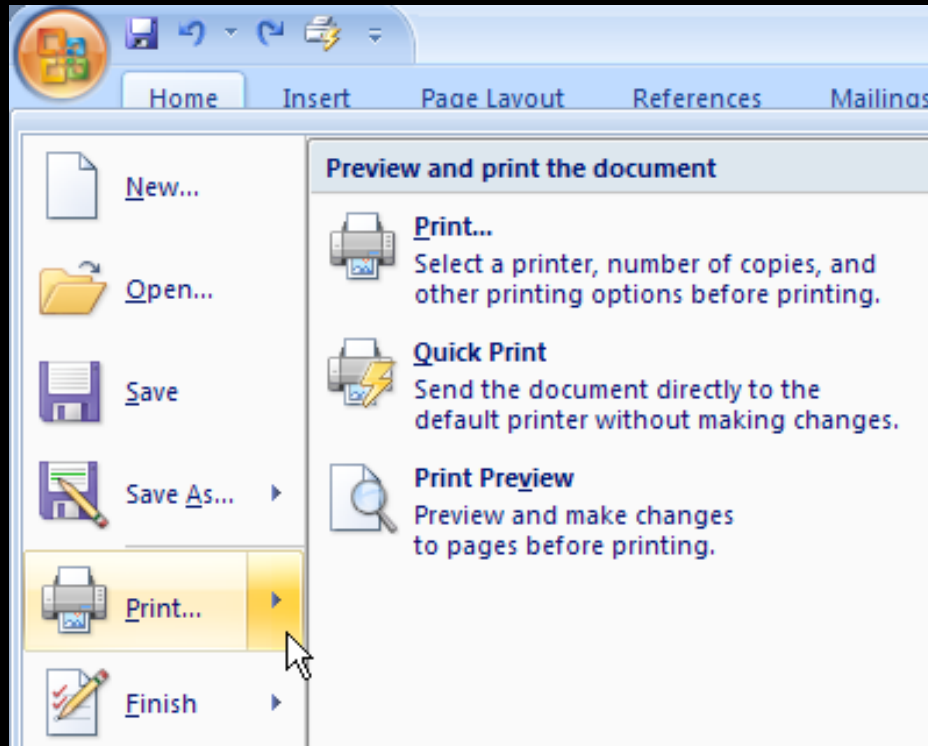 Home Insert Page Layout References Mailings
New...
Open...
Save
Save As...
Print...
Finish
Preview and print the document
Print...
Select a printer, number of copies, and
other printing options before printing.
Quick Print
Send the document directly to the
default printer without making changes.
Print Preview
Preview and make changes
to pages before printing.